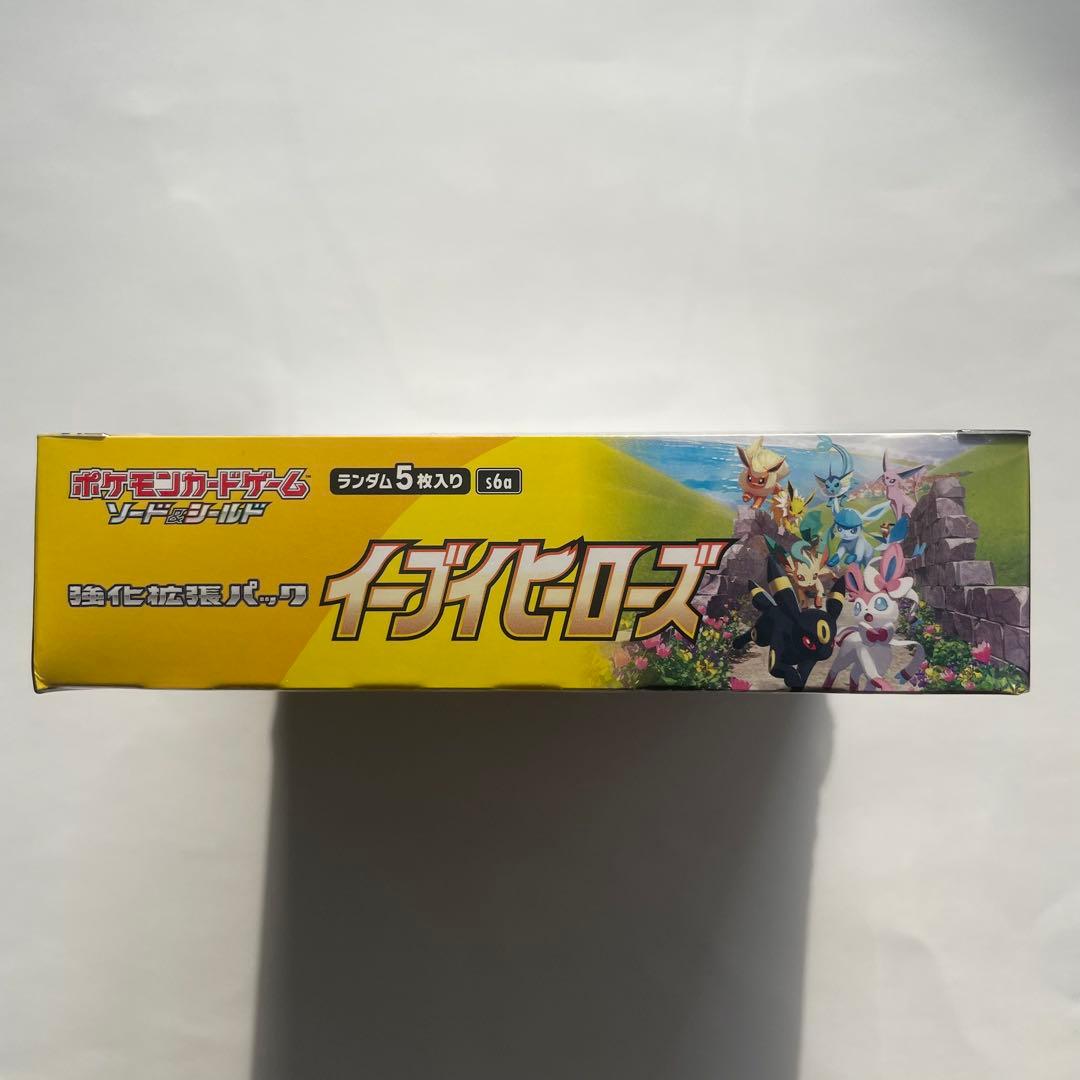 ポケモンカードゲーム
ソード&シールド
ランダム5枚入り s6a
強化拡張パック
イーブイヒーローズ